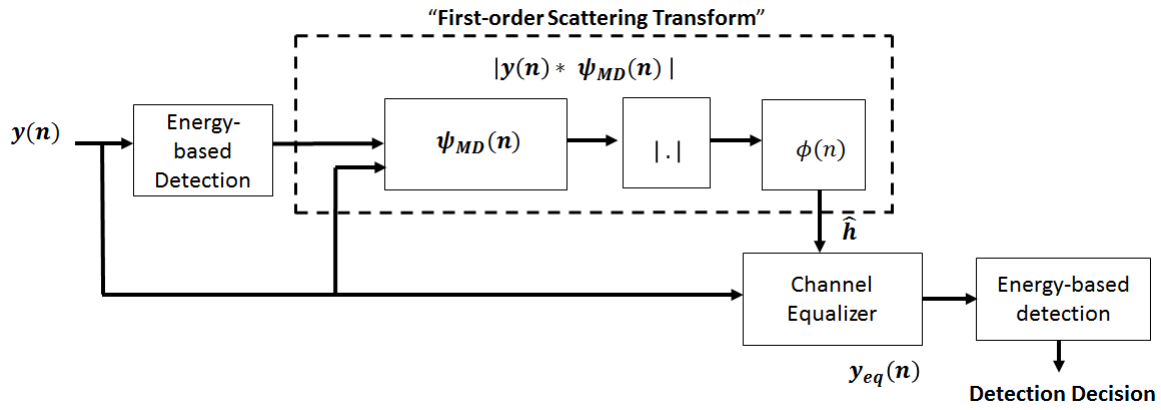 “First-order Scattering Transform”
|y(n) * ψ_MD(n) |
y(n)
Energy-
based
Detection
ψ_MD(n)
| . |
ϕ(n)
ĥ
Channel
Equalizer
Energy-based
detection
y_eq(n)
Detection Decision